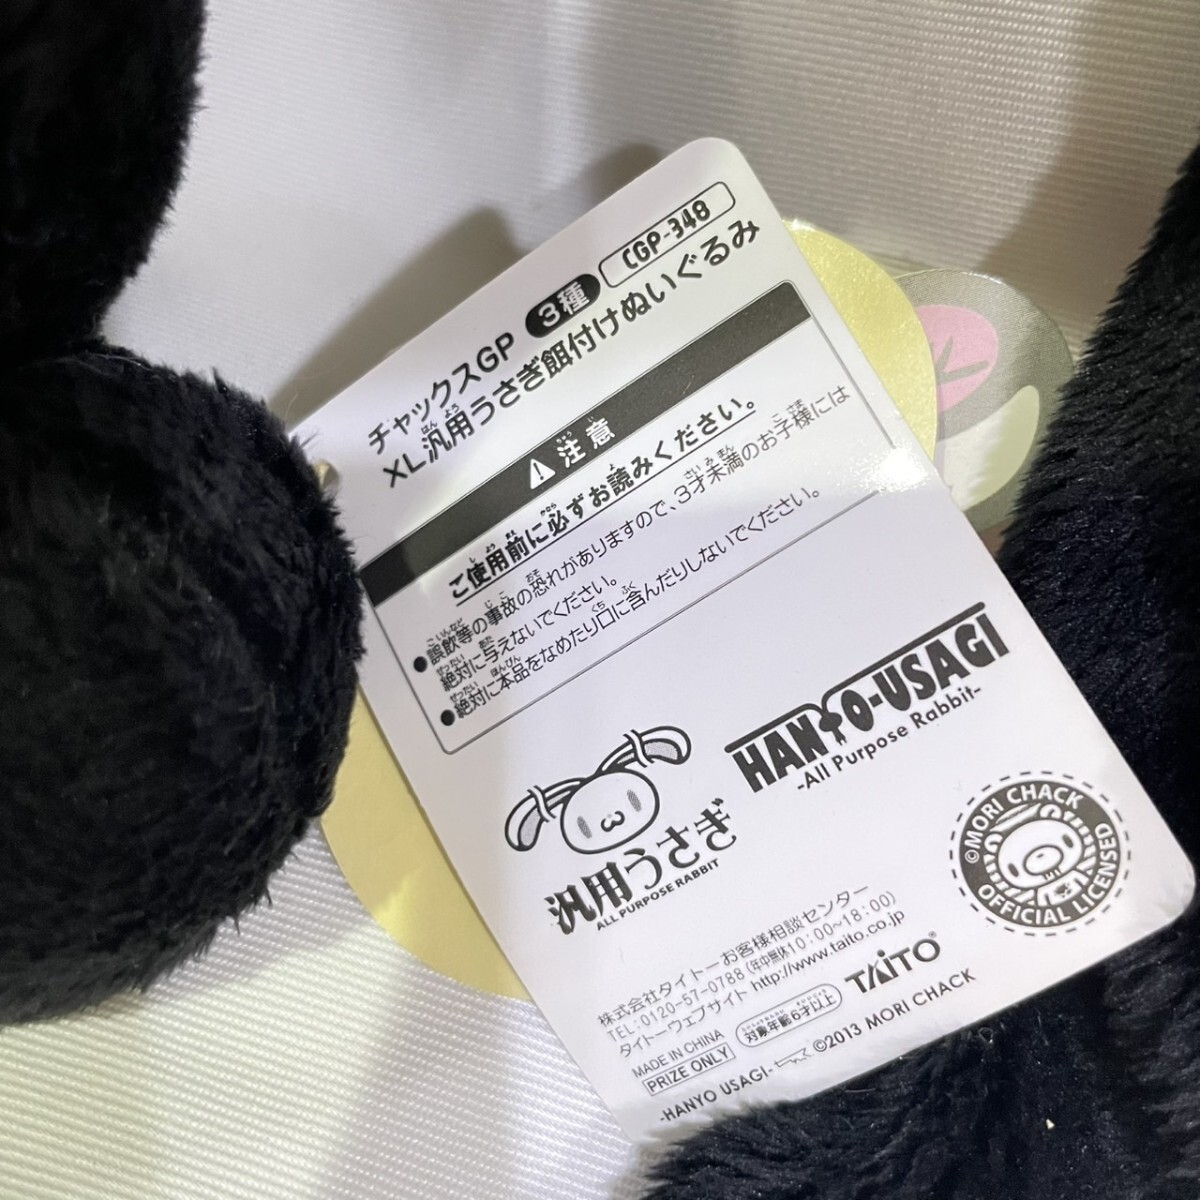 チャックスGP 3種 CGP-348
XL汎用うさぎ餌付けぬいぐるみ
はんよう
注意
ちゅうい
ご使用前に必ずお読みください。
●誤飲等の事故の恐れがありますので、3才未満のお子様には
絶対に与えないでください。
●絶対に本品をなめたり口に含んだりしないでください。
HANYO-USAGI
-All Purpose Rabbit-
汎用うさぎ
ALL PURPOSE RABBIT
©MORI CHACK
OFFICIAL LICENSED
株式会社タイトーお客様相談センター
TEL:0120-57-0788 (年中無休10:00~18:00)
タイトーウェブサイト http://www.taito.co.jp
MADE IN CHINA
対象年齢6才以上
TAITO®
PRIZE ONLY
-HANYO USAGI- ©2013 MORI CHACK